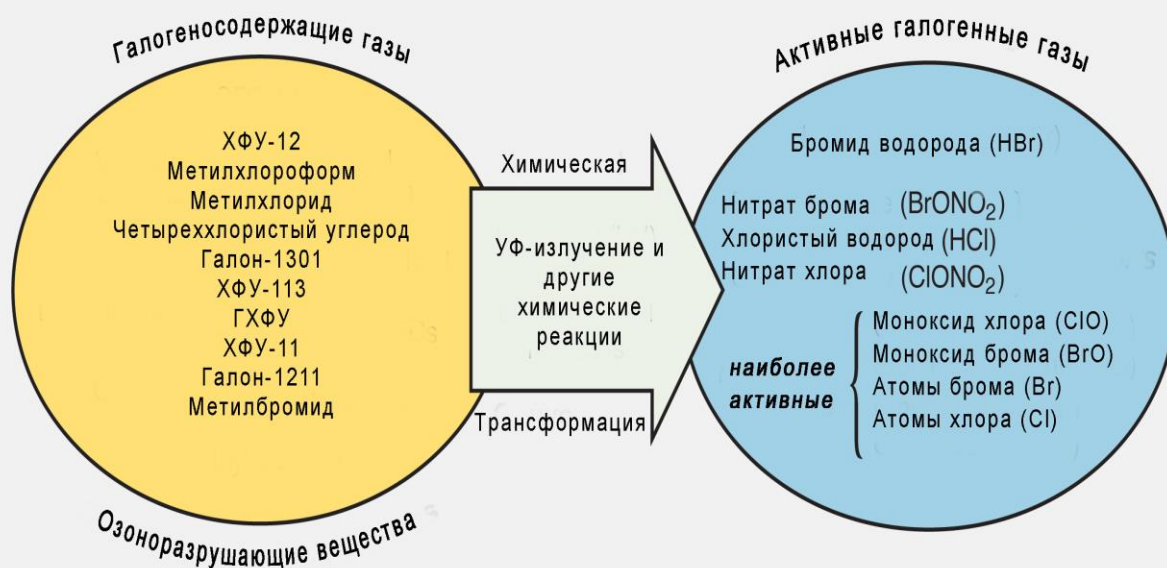 Галогеносодержащие газы
ХФУ-12
Метилхлороформ
Метилхлорид
Четыреххлористый углерод
Галон-1301
ХФУ-113
ГХФУ
ХФУ-11
Галон-1211
Метилбромид
Озоноразрушающие вещества
Химическая
УФ-излучение и
другие
химические
реакции
Трансформация
Активные галогенные газы
Бромид водорода (HBr)
Нитрат брома (BrONO₂)
Хлористый водород (HCl)
Нитрат хлора (ClONO₂)
наиболее
активные
Моноксид хлора (ClO)
Моноксид брома (BrO)
Атомы брома (Br)
Атомы хлора (Cl)